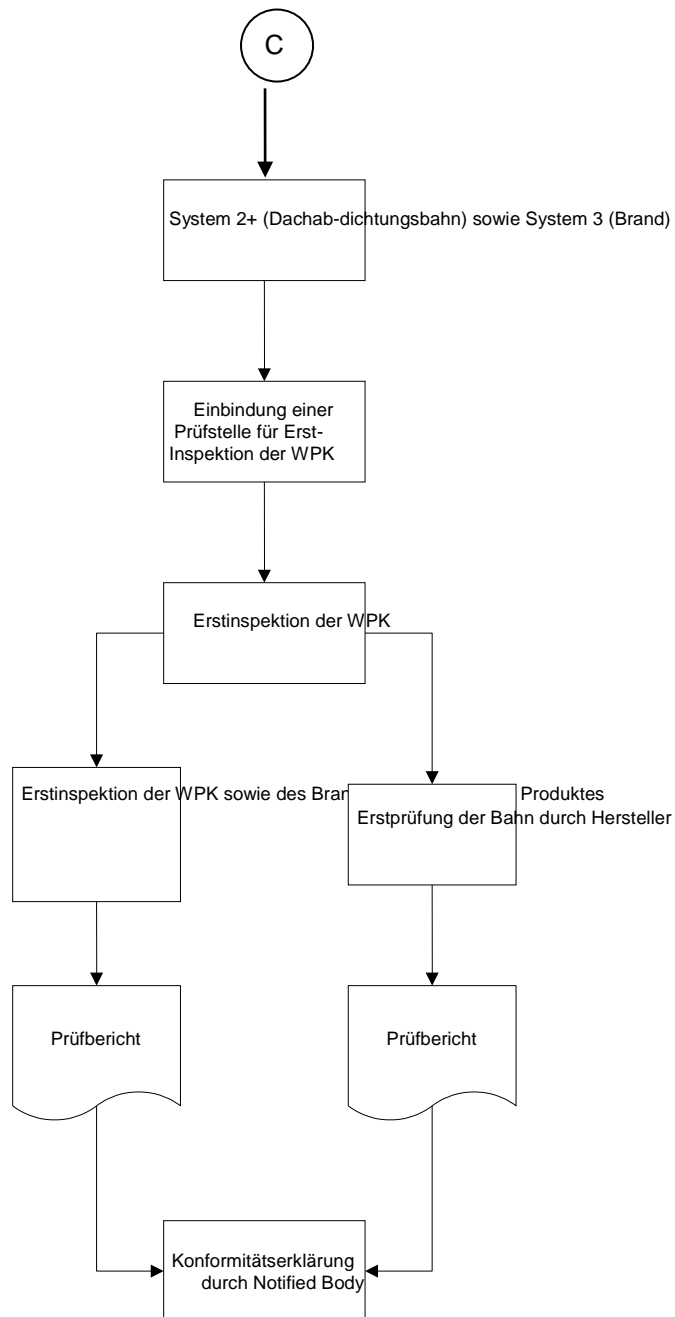 C
System 2+ (Dachab-dichtungsbahn) sowie System 3 (Brand)
Einbindung einer
Prüfstelle für Erst-
Inspektion der WPK
Erstinspektion der WPK
Erstinspektion der WPK sowie des
Produktes
Erstprüfung der Bahn durch Hersteller
Prüfbericht
Prüfbericht
Konformitätserklärung
durch Notified Body